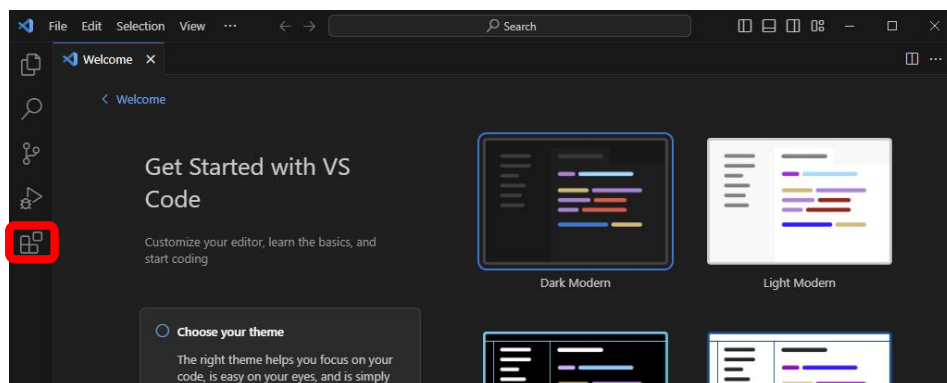 File Edit Selection View ··· Search
Welcome
Welcome
Get Started with VS
Code
Customize your editor, learn the basics, and
start coding
Dark Modern
Light Modern
Choose your theme
The right theme helps you focus on your
code, is easy on your eyes, and is simply